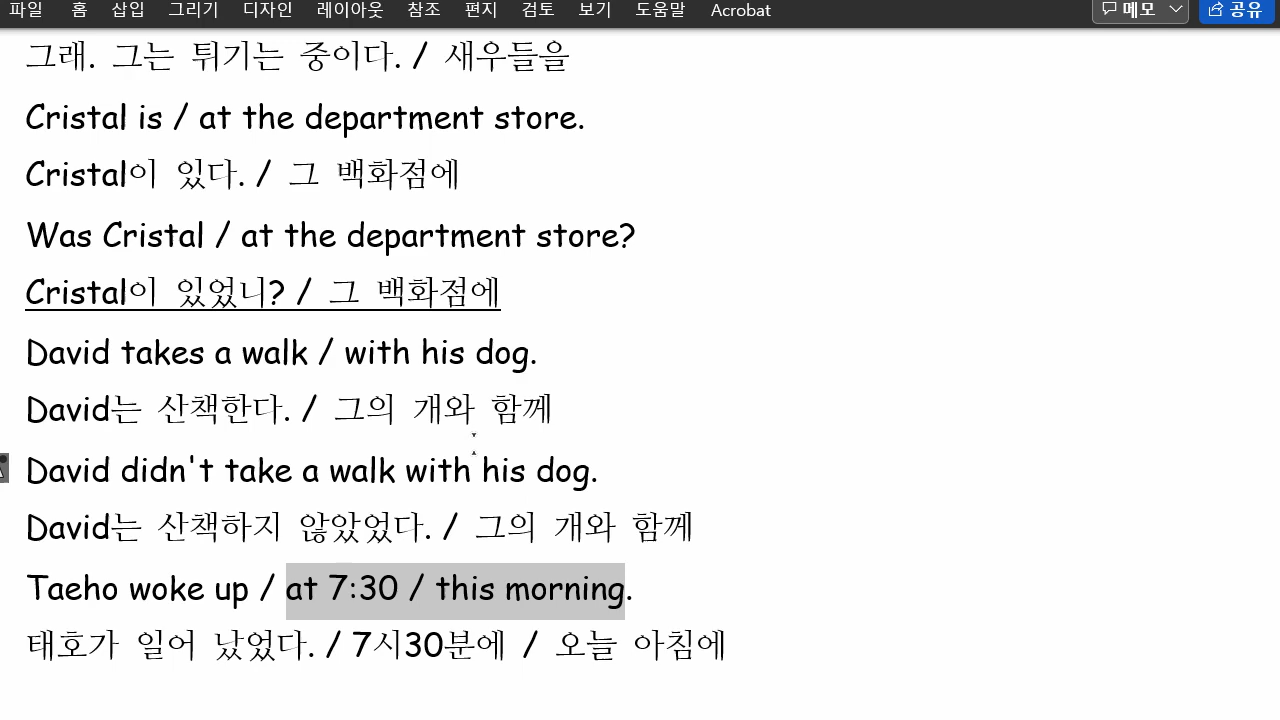 파일 홈 삽입 그리기 디자인 레이아웃 참조 편지 검토 보기 도움말 Acrobat 메모 공유
그래. 그는 튀기는 중이다. / 새우들을
Cristal is / at the department store.
Cristal이 있다. / 그 백화점에
Was Cristal / at the department store?
Cristal이 있었니? / 그 백화점에
David takes a walk / with his dog.
David는 산책한다. / 그의 개와 함께
David didn't take a walk with his dog.
David는 산책하지 않았었다. / 그의 개와 함께
Taeho woke up / at 7:30 / this morning.
태호가 일어 났었다. / 7시30분에 / 오늘 아침에